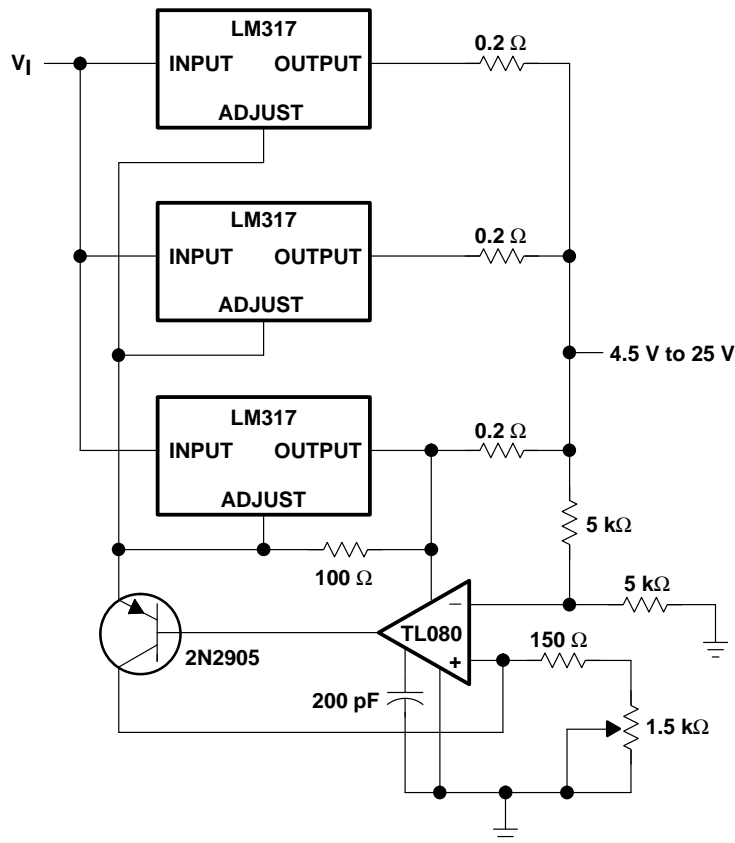 LM317
0.2 Ω
VI
INPUT OUTPUT
ADJUST
LM317
0.2 Ω
INPUT OUTPUT
ADJUST
4.5 V to 25 V
LM317
0.2 Ω
INPUT OUTPUT
ADJUST
5 kΩ
100 Ω
5 kΩ
−
TL080
150 Ω
2N2905
+
200 pF
1.5 kΩ